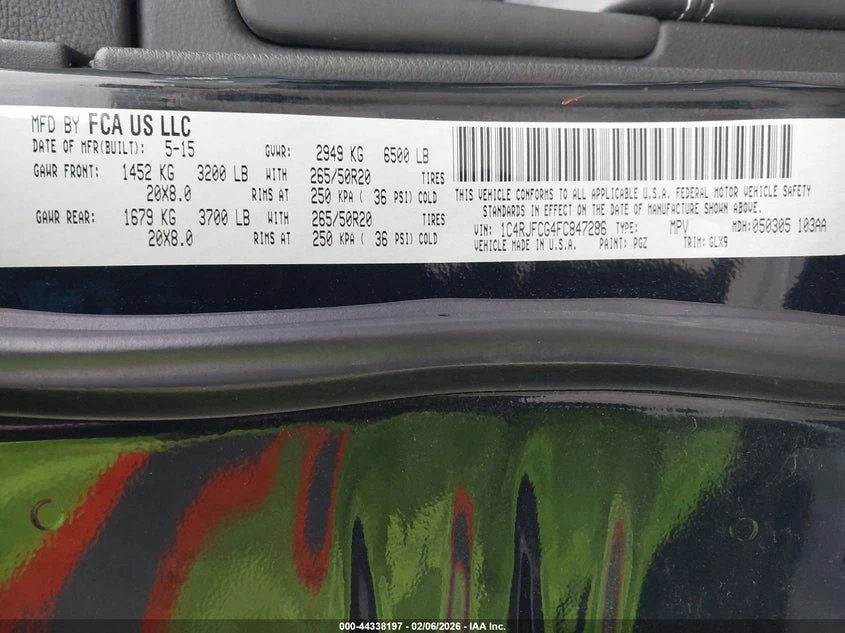 MFD BY FCA US LLC
DATE OF MFR(BUILT): 5-15 GVWR: 2949 KG 6500 LB
GAWR FRONT: 1452 KG 3200 LB WITH 265/50R20 TIRES
20X8.0 RIMS AT 250 KPA ( 36 PSI) COLD
GAWR REAR: 1679 KG 3700 LB WITH 265/50R20 TIRES
20X8.0 RIMS AT 250 KPA ( 36 PSI) COLD
THIS VEHICLE CONFORMS TO ALL APPLICABLE U.S.A. FEDERAL MOTOR VEHICLE SAFETY
STANDARDS IN EFFECT ON THE DATE OF MANUFACTURE SHOWN ABOVE.
VIN: 1C4RJFCG4FC847286 TYPE: MPV MDH:050305 103AA
VEHICLE MADE IN U.S.A. PAINT: PGZ TRIM: GLX9
000-44338197 - 02/06/2026 - IAA Inc.